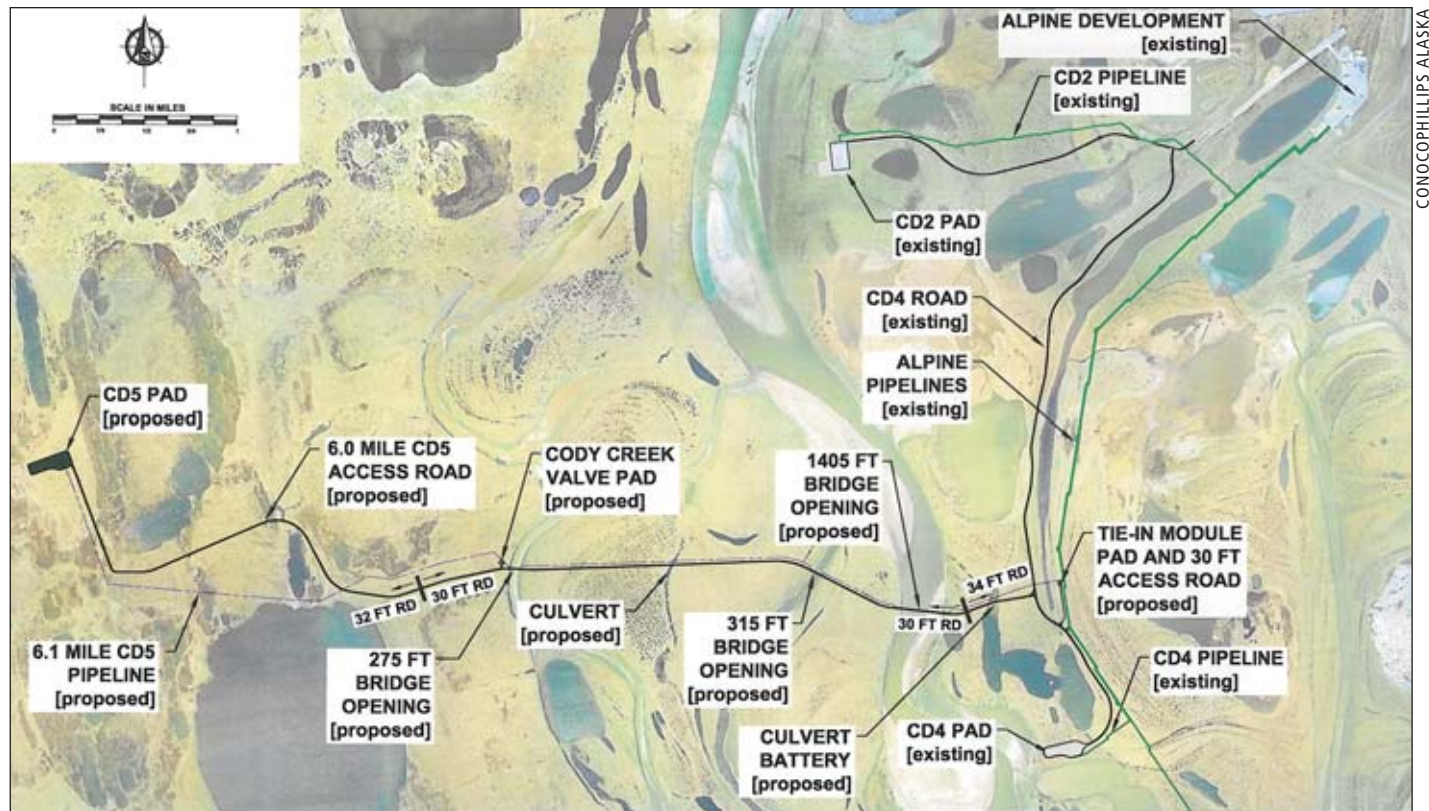 SCALE IN MILES
0
1
ALPINE DEVELOPMENT
[existing]
CD2 PIPELINE
[existing]
CONOCOPHILLIPS ALASKA
CD2 PAD
[existing]
CD4 ROAD
[existing]
ALPINE
PIPELINES
[existing]
CD5 PAD
[proposed]
6.0 MILE CD5
ACCESS ROAD
[proposed]
CODY CREEK
VALVE PAD
[proposed]
1405 FT
BRIDGE
OPENING
[proposed]
TIE-IN MODULE
PAD AND 30 FT
ACCESS ROAD
[proposed]
34 FT RD
30 FT RD
32 FT RD
30 FT RD
CULVERT
[proposed]
315 FT
BRIDGE
OPENING
[proposed]
6.1 MILE CD5
PIPELINE
[proposed]
275 FT
BRIDGE
OPENING
[proposed]
CD4 PIPELINE
[existing]
CULVERT
BATTERY
[proposed]
CD4 PAD
[existing]